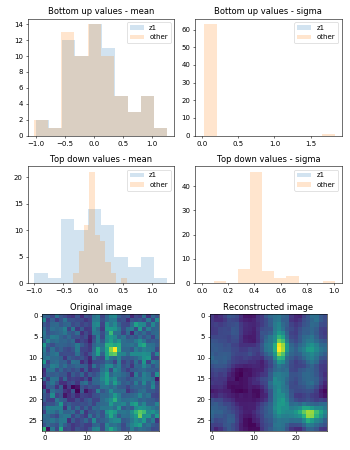 Bottom up values - mean
z1
other
14
12
10
8
6
4
2
0
−1.0 −0.5 0.0 0.5 1.0
Bottom up values - sigma
z1
other
60
50
40
30
20
10
0
0.0 0.5 1.0 1.5
Top down values - mean
z1
other
20
15
10
5
0
−1.0 −0.5 0.0 0.5 1.0
Top down values - sigma
z1
other
40
30
20
10
0
0.0 0.2 0.4 0.6 0.8 1.0
Original image
0
5
10
15
20
25
0 10 20
Reconstructed image
0
5
10
15
20
25
0 10 20